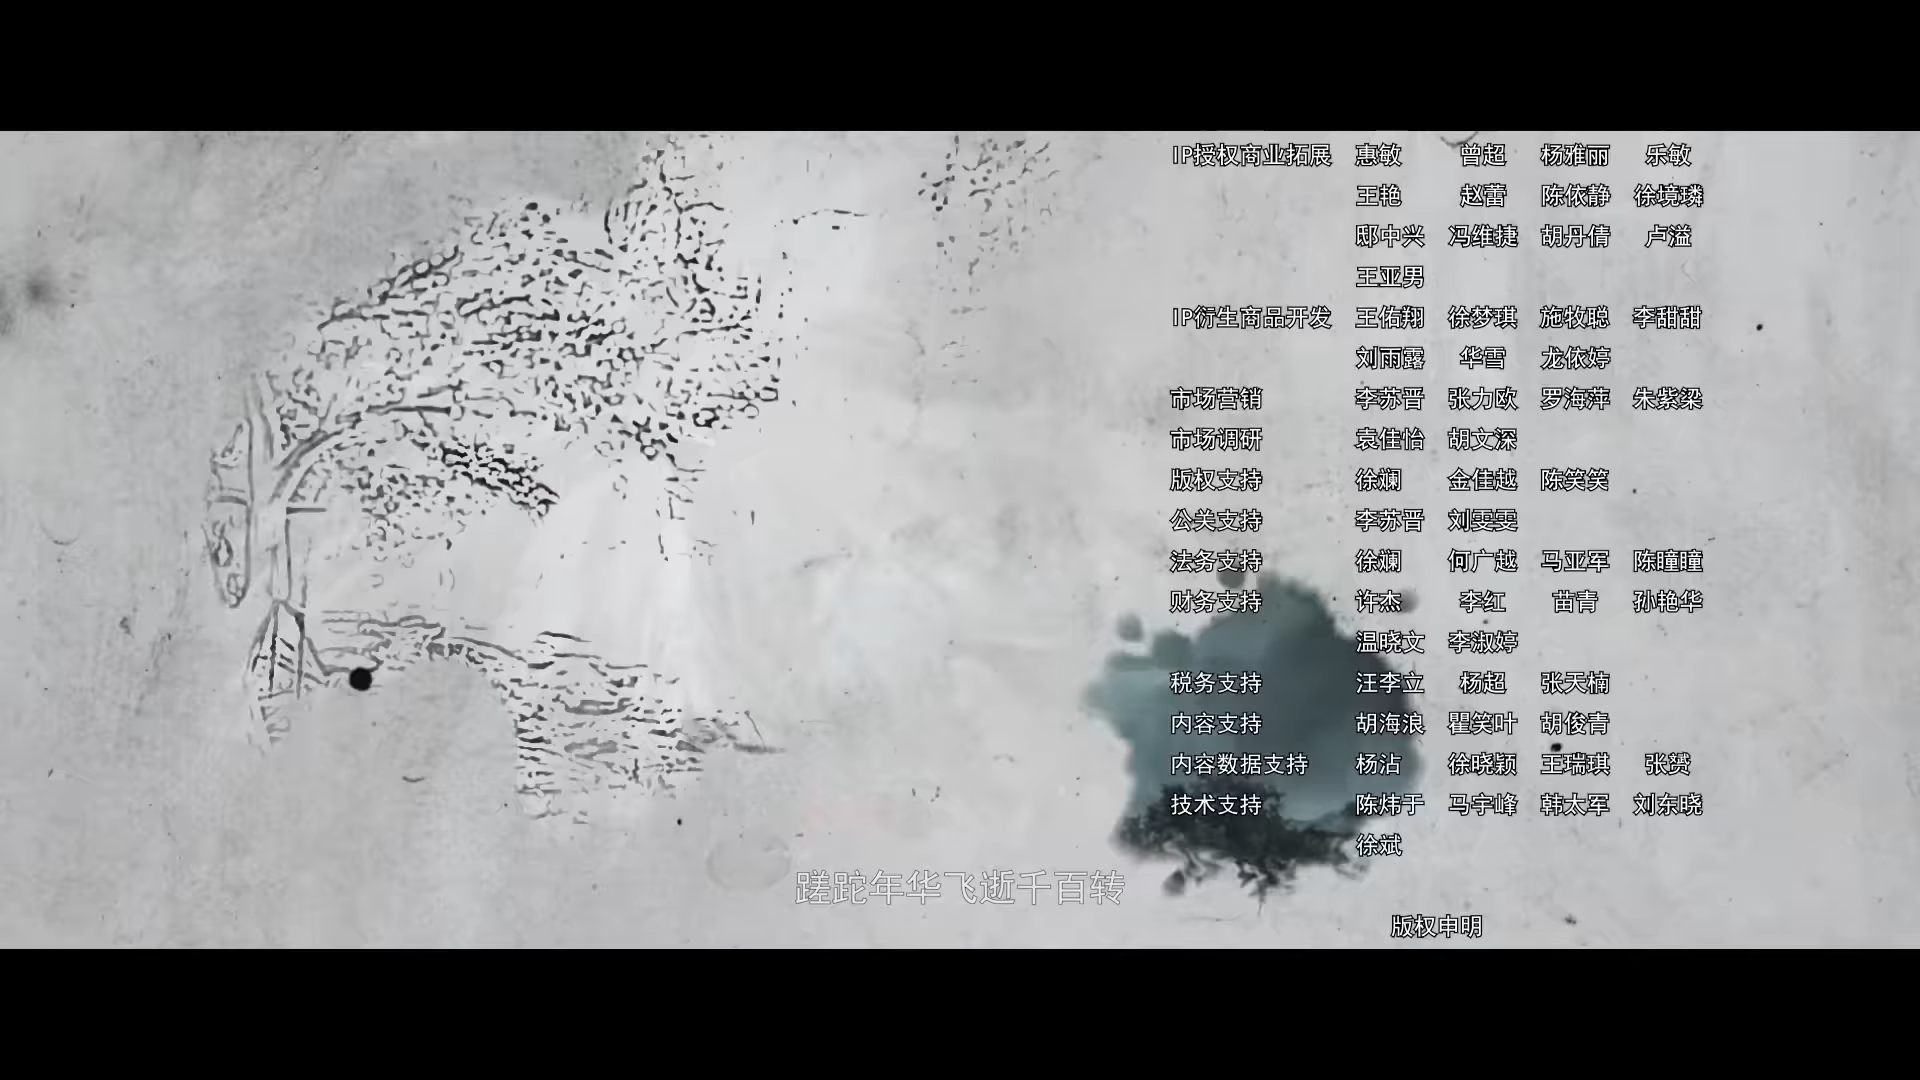 IP授权商业拓展 惠敏 曾超 杨雅丽 乐敏
王艳 赵蕾 陈依静 徐境璘
邸中兴 冯维捷 胡丹倩 卢溢
王亚男
IP衍生商品开发 王佑翔 徐梦琪 施牧聪 李甜甜
刘雨露 华雪 龙依婷
市场营销 李苏晋 张力欧 罗海萍 朱紫梁
市场调研 袁佳怡 胡文深
版权支持 徐斓 金佳越 陈笑笑
公关支持 李苏晋 刘雯雯
法务支持 徐斓 何广越 马亚军 陈瞳瞳
财务支持 许杰 李红 苗青 孙艳华
温晓文 李淑婷
税务支持 汪李立 杨超 张天楠
内容支持 胡海浪 瞿笑叶 胡俊青
内容数据支持 杨沾 徐晓颖 王瑞琪 张赟
技术支持 陈炜于 马宇峰 韩太军 刘东晓
徐斌
蹉跎年华飞逝千百转
版权申明